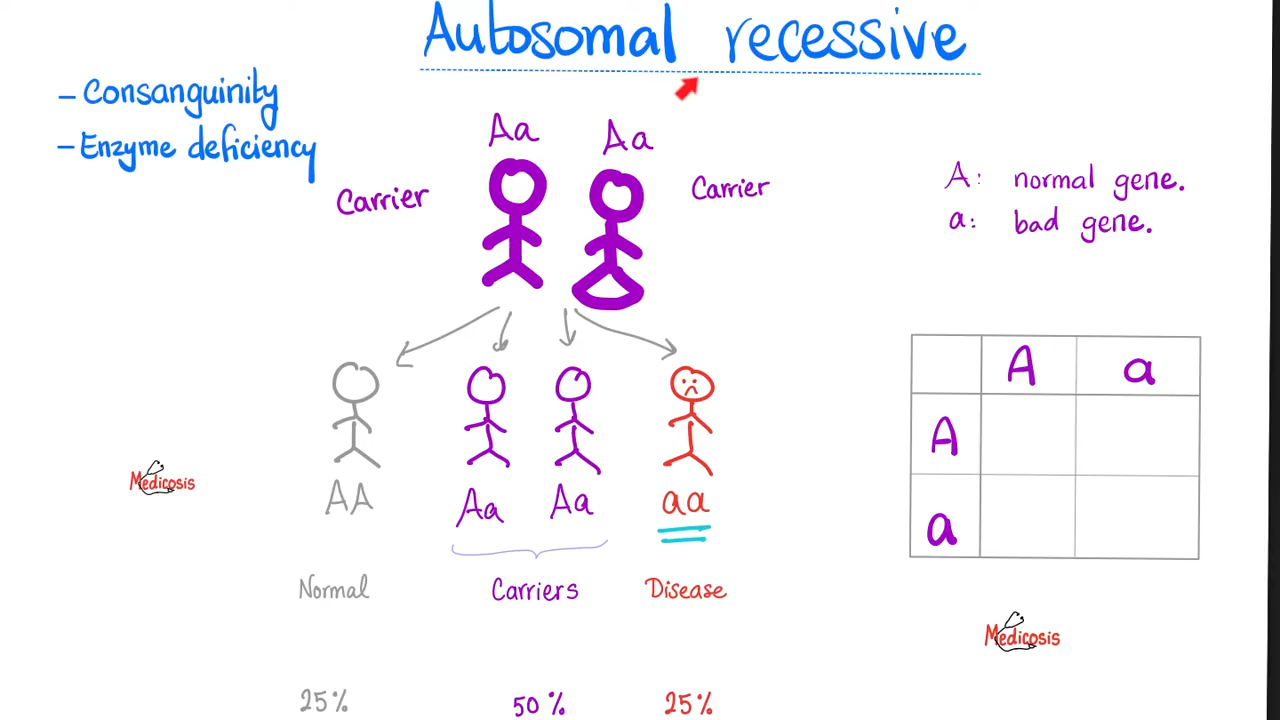 Autosomal recessive
– Consanguinity
– Enzyme deficiency
Aa Aa
Carrier Carrier
A: normal gene.
a: bad gene.
A a
A
a
AA Aa Aa aa
Normal Carriers Disease
25% 50% 25%
Medicosis
Medicosis